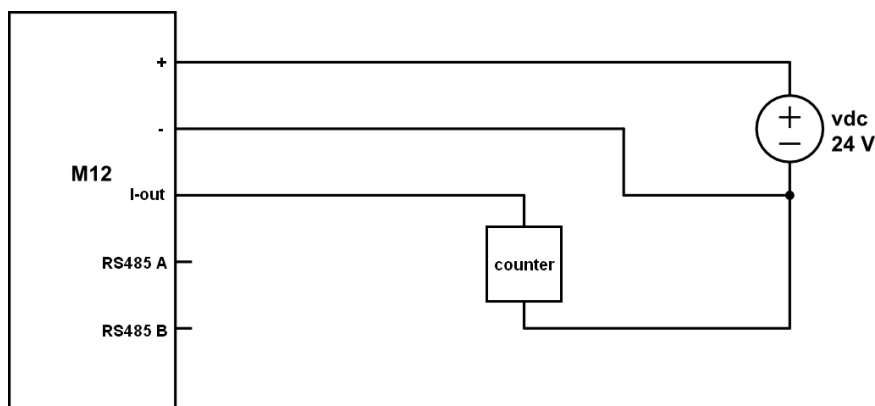 +
-
M12
I-out
RS485 A
RS485 B
counter
+
−
vdc
24 V